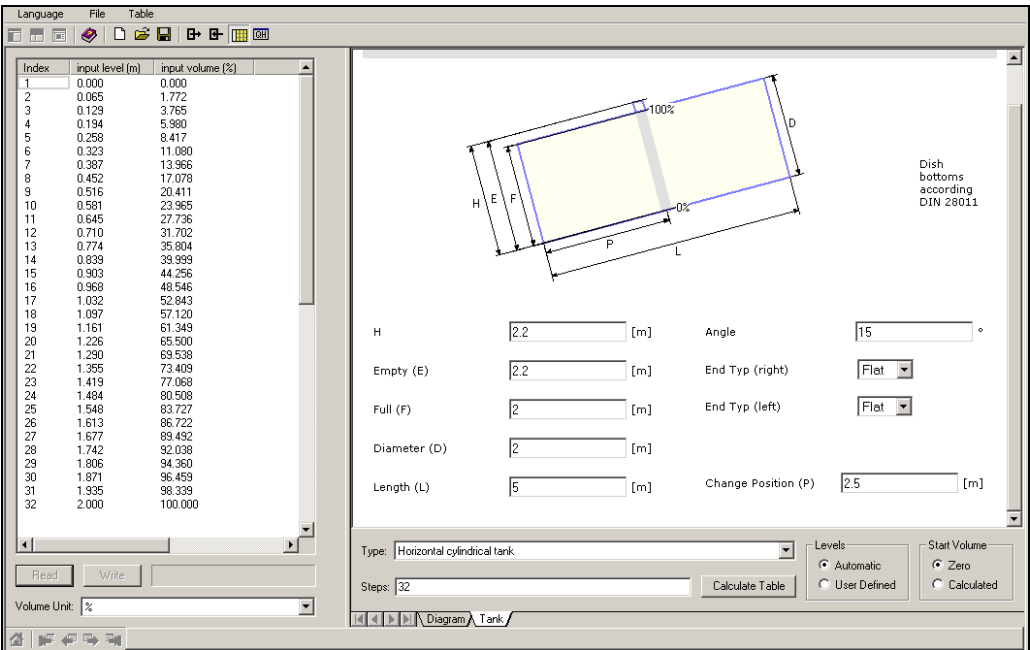 Language File Table
QH
Index input level (m) input volume (%)
1 0.000 0.000
2 0.065 1.772
3 0.129 3.765
4 0.194 5.980
5 0.258 8.417
6 0.323 11.080
7 0.387 13.966
8 0.452 17.078
9 0.516 20.411
10 0.581 23.965
11 0.645 27.736
12 0.710 31.702
13 0.774 35.804
14 0.839 39.999
15 0.903 44.256
16 0.968 48.546
17 1.032 52.843
18 1.097 57.120
19 1.161 61.349
20 1.226 65.500
21 1.290 69.538
22 1.355 73.409
23 1.419 77.068
24 1.484 80.508
25 1.548 83.727
26 1.613 86.722
27 1.677 89.492
28 1.742 92.038
29 1.806 94.360
30 1.871 96.459
31 1.935 98.339
32 2.000 100.000
Read Write
Volume Unit: %
100%
D
H E F
0%
P
L
Dish
bottoms
according
DIN 28011
H 2.2 [m] Angle 15 °
Empty (E) 2.2 [m] End Typ (right) Flat
Full (F) 2 [m] End Typ (left) Flat
Diameter (D) 2 [m]
Length (L) 5 [m] Change Position (P) 2.5 [m]
Type: Horizontal cylindrical tank
Steps: 32 Calculate Table
Levels
Automatic
User Defined
Start Volume
Zero
Calculated
Diagram Tank